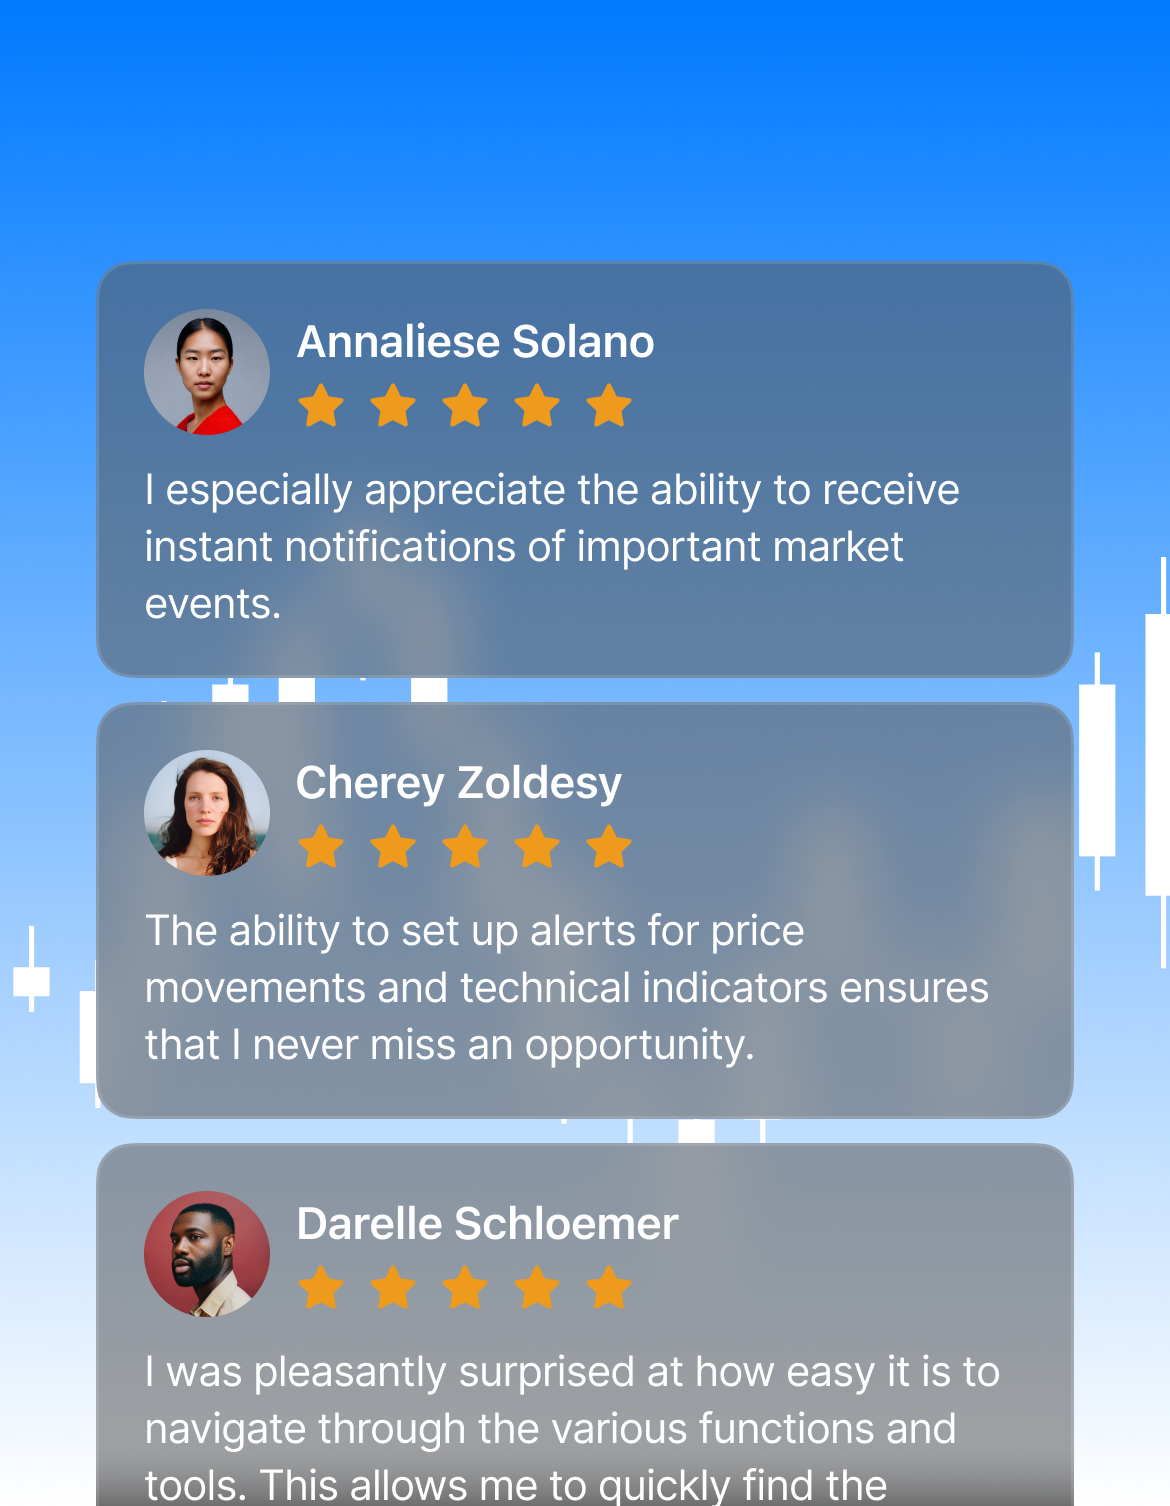 Annaliese Solano
I especially appreciate the ability to receive
instant notifications of important market
events.
Cherey Zoldesy
The ability to set up alerts for price
movements and technical indicators ensures
that I never miss an opportunity.
Darelle Schloemer
I was pleasantly surprised at how easy it is to
navigate through the various functions and
tools. This allows me to quickly find the